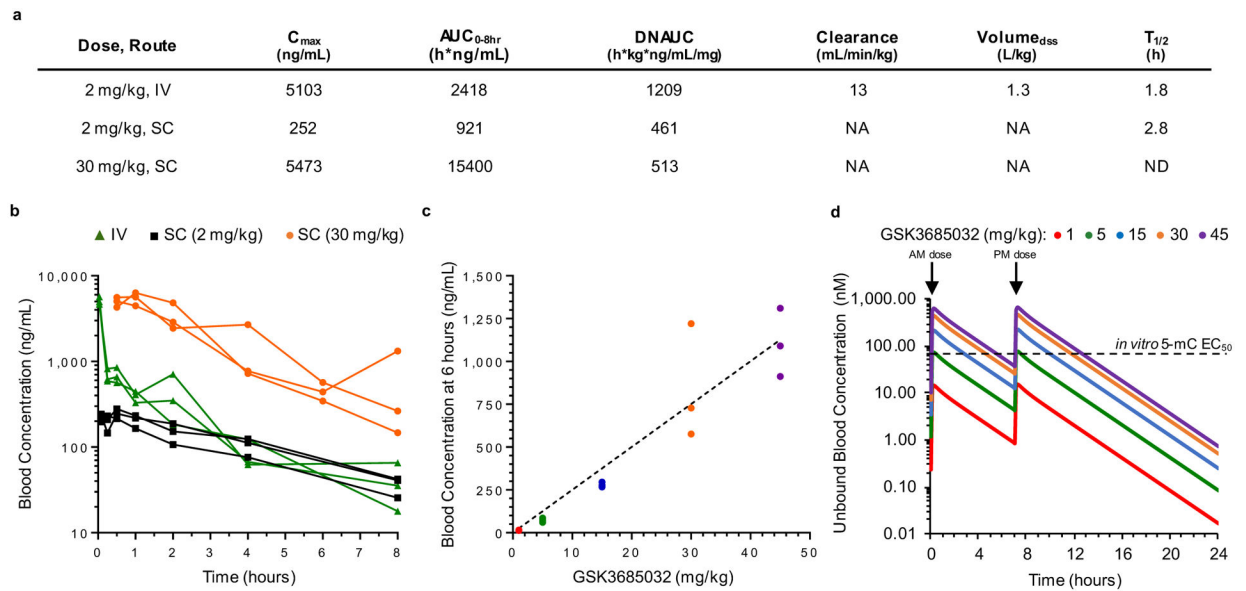 a
Dose, Route Cmax (ng/mL) AUC0-8hr (h*ng/mL) DNAUC (h*kg*ng/mL/mg) Clearance (mL/min/kg) Volumedss (L/kg) T1/2 (h)
2 mg/kg, IV 5103 2418 1209 13 1.3 1.8
2 mg/kg, SC 252 921 461 NA NA 2.8
30 mg/kg, SC 5473 15400 513 NA NA ND
b
IV SC (2 mg/kg) SC (30 mg/kg)
Blood Concentration (ng/mL)
10,000
1,000
100
10
0 1 2 3 4 5 6 7 8
Time (hours)
c
Blood Concentration at 6 hours (ng/mL)
1,500
1,250
1,000
750
500
250
0
0 10 20 30 40 50
GSK3685032 (mg/kg)
d
GSK3685032 (mg/kg): 1 5 15 30 45
AM dose PM dose
Unbound Blood Concentration (nM)
1,000.00
100.00
10.00
1.00
0.10
0.01
in vitro 5-mC EC50
0 4 8 12 16 20 24
Time (hours)